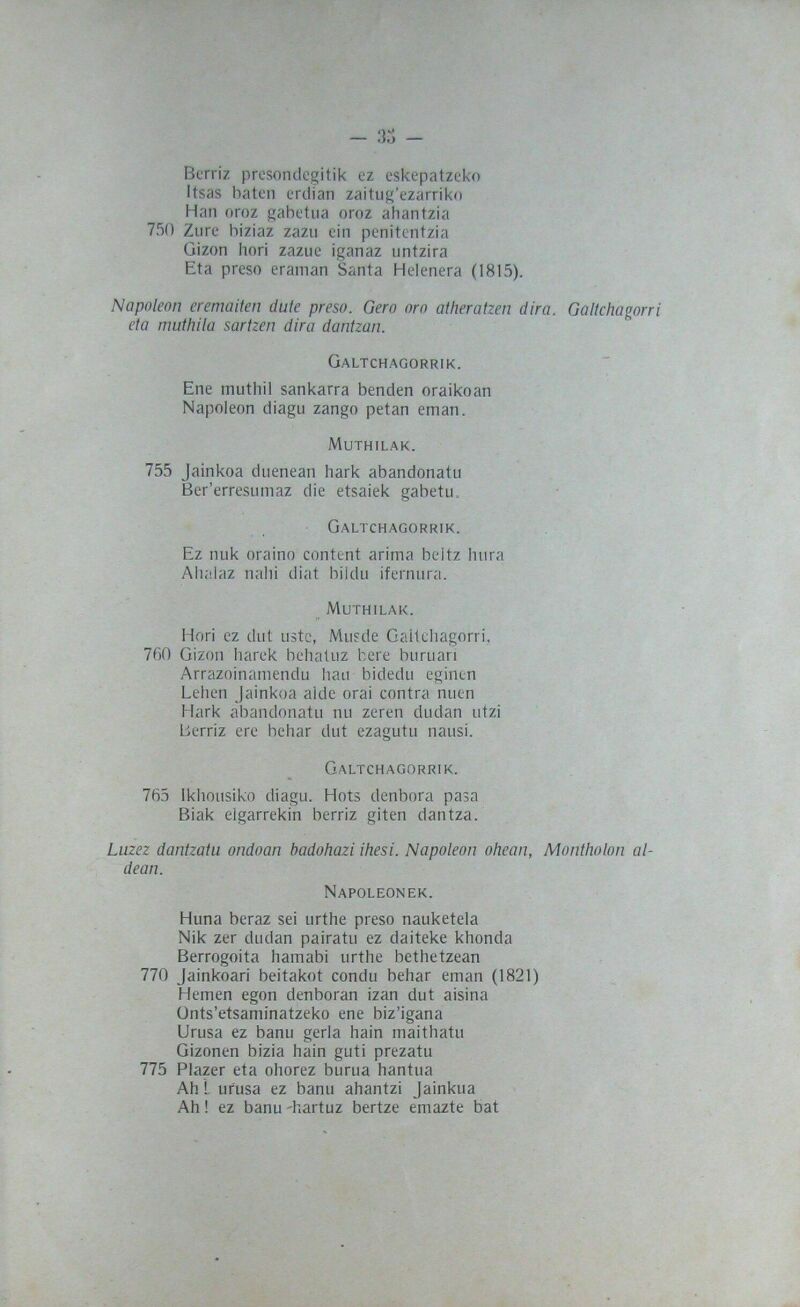 — 33 —
Berriz presondegitik ez eskepatzeko
Itsas baten erdian zaitug'ezarriko
Han oroz gabetua oroz ahantzia
750 Zure biziaz zazu ein penitentzia
Gizon hori zazue iganaz untzira
Eta preso eraman Santa Helenera (1815).
Napoleon eremaiten dute preso. Gero oro atheratzen dira. Galtchagorri
eta muthila sartzen dira dantzan.
GALTCHAGORRIK.
Ene muthil sankarra benden oraikoan
Napoleon diagu zango petan eman.
MUTHILAK.
755 Jainkoa duenean hark abandonatu
Ber'erresumaz die etsaiek gabetu.
GALTCHAGORRIK.
Ez nuk oraino content arima beltz hura
Ahalaz nahi diat bildu ifernura.
MUTHILAK.
Hori ez dut uste, Musde Galtchagorri.
760 Gizon harek behatuz bere buruari
Arrazoinamendu hau bidedu eginen
Lehen Jainkoa alde orai contra nuen
Hark abandonatu nu zeren dudan utzi
Berriz ere behar dut ezagutu nausi.
GALTCHAGORRIK.
765 Ikhousiko diagu. Hots denbora pasa
Biak elgarrekin berriz giten dantza.
Luzez dantzatu ondoan badohazi ihesi. Napoleon ohean, Montholon al-
dean.
NAPOLEONEK.
Huna beraz sei urthe preso nauketela
Nik zer dudan pairatu ez daiteke khonda
Berrogoita hamabi urthe bethetzean
770 Jainkoari beitakot condu behar eman (1821)
Hemen egon denboran izan dut aisina
Onts'etsaminatzeko ene biz'igana
Urusa ez banu gerla hain maithatu
Gizonen bizia hain guti prezatu
775 Plazer eta ohorez burua hantua
Ah! urusa ez banu ahantzi Jainkua
Ah! ez banu hartuz bertze emazte bat